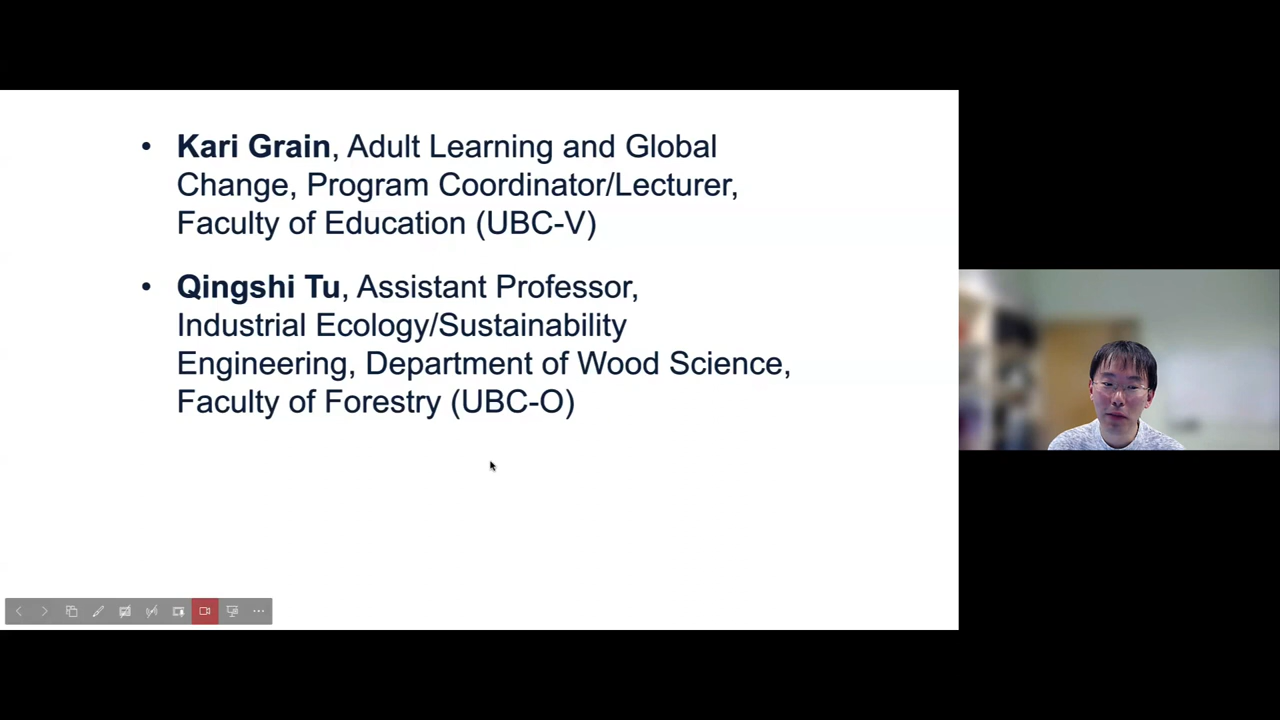 • Kari Grain, Adult Learning and Global
Change, Program Coordinator/Lecturer,
Faculty of Education (UBC-V)
• Qingshi Tu, Assistant Professor,
Industrial Ecology/Sustainability
Engineering, Department of Wood Science,
Faculty of Forestry (UBC-O)